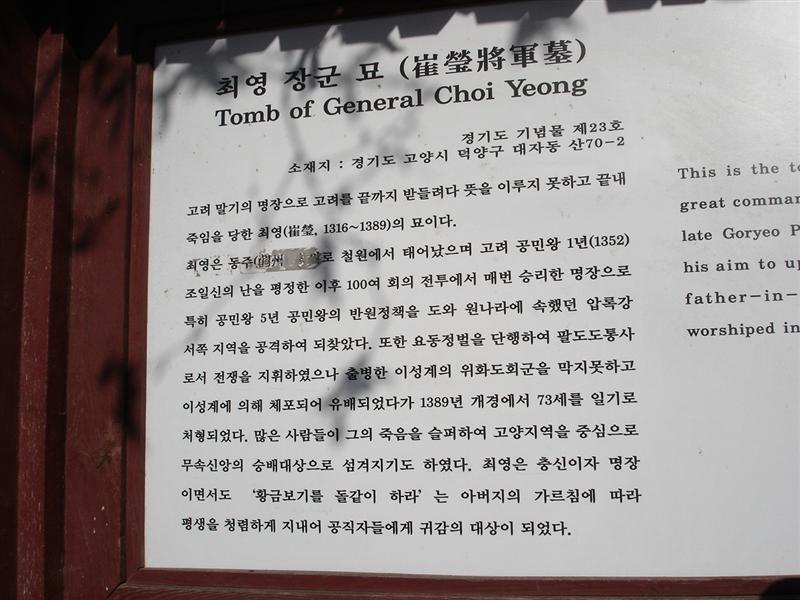 최영 장군 묘 (崔瑩將軍墓)
Tomb of General Choi Yeong
경기도 기념물 제23호
소재지 : 경기도 고양시 덕양구 대자동 산70-2
고려 말기의 명장으로 고려를 끝까지 받들려다 뜻을 이루지 못하고 끝내
죽임을 당한 최영(崔瑩, 1316~1389)의 묘이다.
최영은 동주( 로 철원에서 태어났으며 고려 공민왕 1년(1352)
조일신의 난을 평정한 이후 100여 회의 전투에서 매번 승리한 명장으로
특히 공민왕 5년 공민왕의 반원정책을 도와 원나라에 속했던 압록강
서쪽 지역을 공격하여 되찾았다. 또한 요동정벌을 단행하여 팔도도통사
로서 전쟁을 지휘하였으나 출병한 이성계의 위화도회군을 막지못하고
이성계에 의해 체포되어 유배되었다가 1389년 개경에서 73세를 일기로
처형되었다. 많은 사람들이 그의 죽음을 슬퍼하여 고양지역을 중심으로
무속신앙의 숭배대상으로 섬겨지기도 하였다. 최영은 충신이자 명장
이면서도 '황금보기를 돌같이 하라'는 아버지의 가르침에 따라
평생을 청렴하게 지내어 공직자들에게 귀감의 대상이 되었다.
This is the
great
late Goryeo
his aim to
father-in-
worshiped in